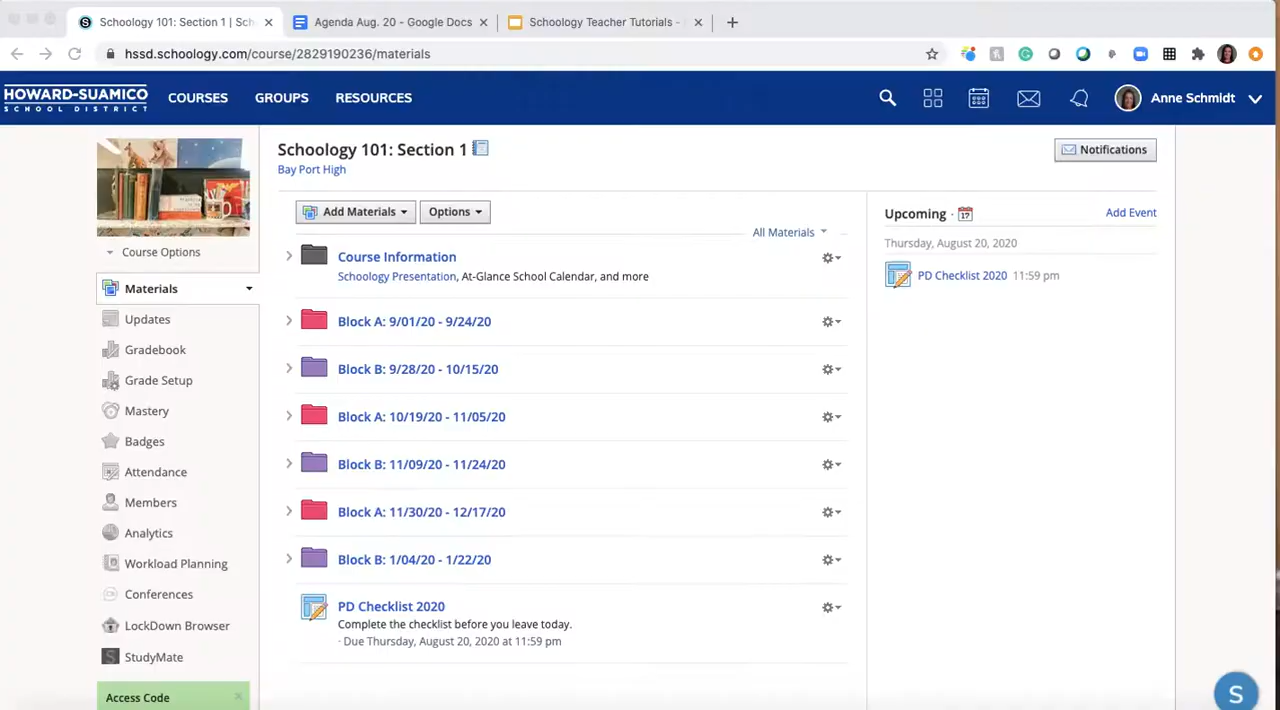 Schoology 101: Section 1 | Sch
Agenda Aug. 20 - Google Docs
Schoology Teacher Tutorials -
hssd.schoology.com/course/2829190236/materials
HOWARD-SUAMICO
SCHOOL DISTRICT
COURSES
GROUPS
RESOURCES
Anne Schmidt
Schoology 101: Section 1
Bay Port High
Notifications
Course Options
Materials
Updates
Gradebook
Grade Setup
Mastery
Badges
Attendance
Members
Analytics
Workload Planning
Conferences
LockDown Browser
StudyMate
Access Code
Add Materials
Options
All Materials
Course Information
Schoology Presentation, At-Glance School Calendar, and more
Block A: 9/01/20 - 9/24/20
Block B: 9/28/20 - 10/15/20
Block A: 10/19/20 - 11/05/20
Block B: 11/09/20 - 11/24/20
Block A: 11/30/20 - 12/17/20
Block B: 1/04/20 - 1/22/20
PD Checklist 2020
Complete the checklist before you leave today.
· Due Thursday, August 20, 2020 at 11:59 pm
Upcoming ·
17
Add Event
Thursday, August 20, 2020
PD Checklist 2020 11:59 pm
S